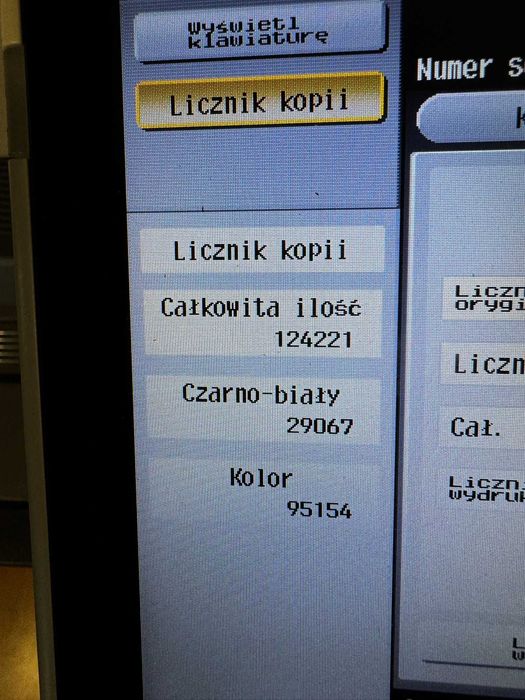 wyświetl
klawiaturę
Licznik kopii
Licznik kopii
Całkowita ilość
124221
Czarno-biały
29067
Kolor
95154
Numer
Cał.